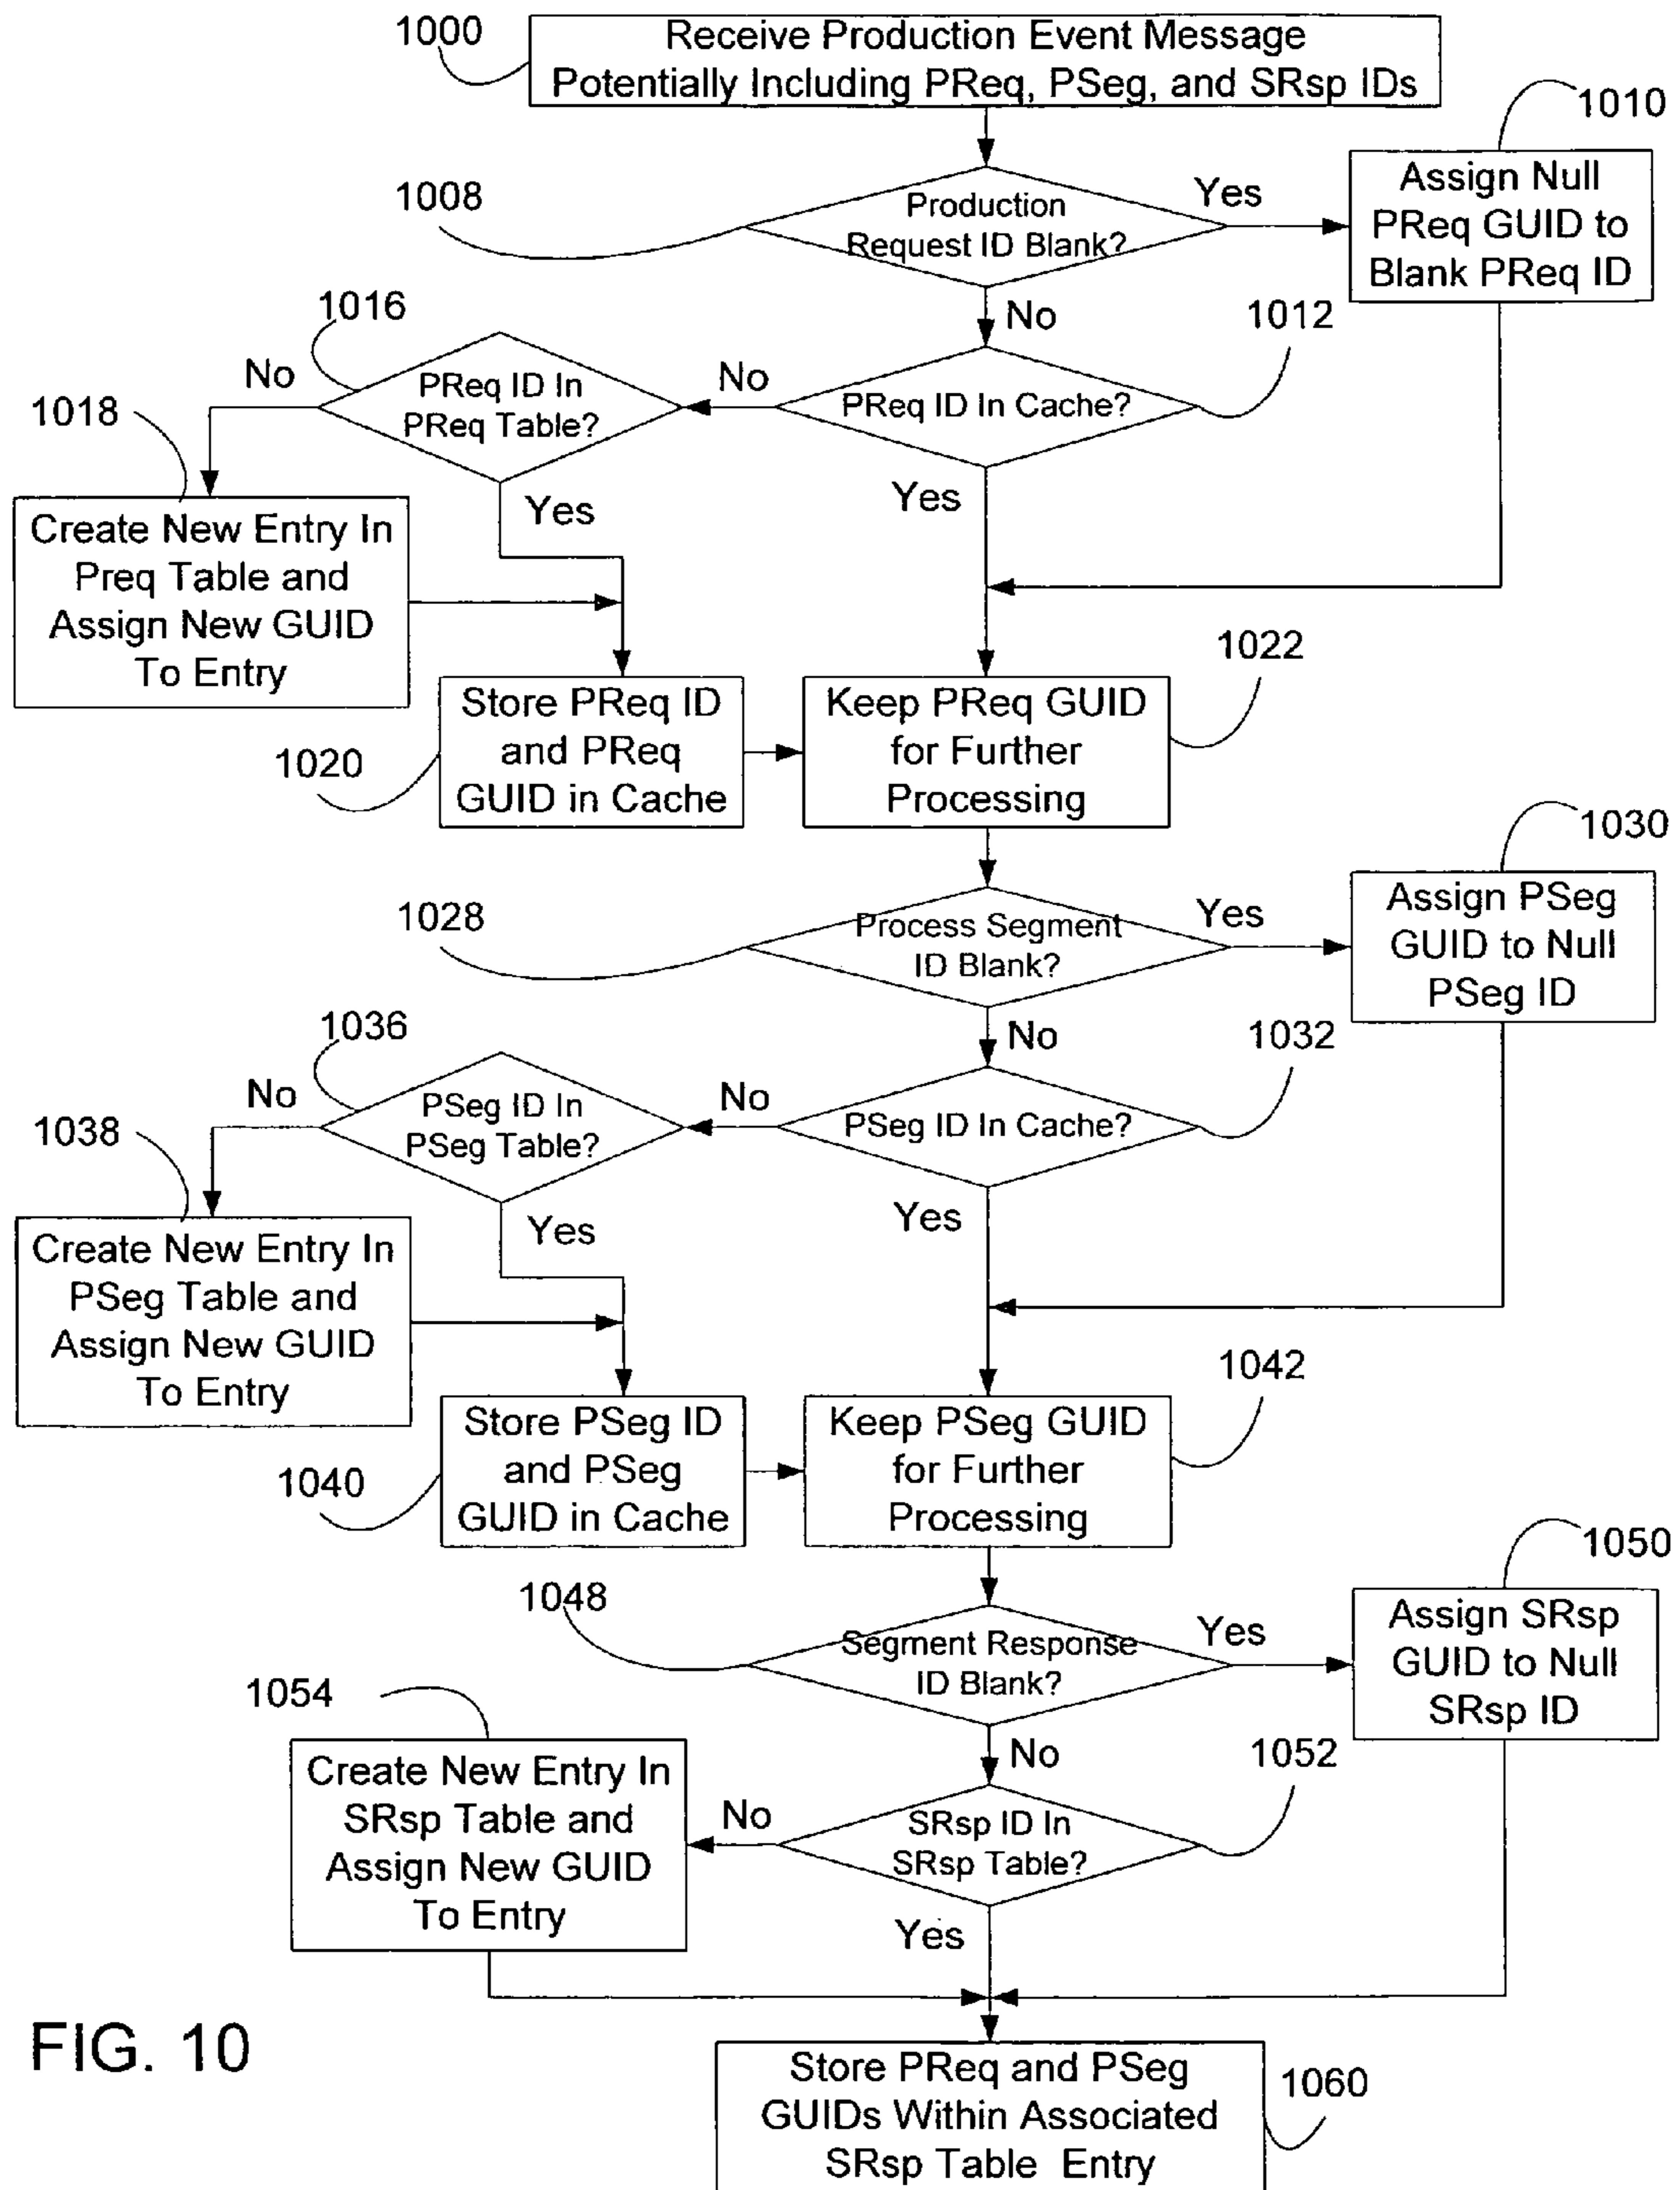 1000
Receive Production Event Message
Potentially Including PReq, PSeg, and SRsp IDs
1010
1008
Production
Request ID Blank?
Yes
Assign Null
PReq GUID to
Blank PReq ID
No
1016
1012
No
PReq ID In
PReq Table?
No
PReq ID In Cache?
1018
Yes
Yes
Create New Entry In
Preq Table and
Assign New GUID
To Entry
1022
1020
Store PReq ID
and PReq
GUID in Cache
Keep PReq GUID
for Further
Processing
1030
1028
Process Segment
ID Blank?
Yes
Assign PSeg
GUID to Null
PSeg ID
No
1036
1032
No
PSeg ID In
PSeg Table?
No
PSeg ID In Cache?
1038
Yes
Yes
Create New Entry In
PSeg Table and
Assign New GUID
To Entry
1042
1040
Store PSeg ID
and PSeg
GUID in Cache
Keep PSeg GUID
for Further
Processing
1050
1048
Segment Response
ID Blank?
Yes
Assign SRsp
GUID to Null
SRsp ID
1054
No
1052
Create New Entry In
SRsp Table and
Assign New GUID
To Entry
No
SRsp ID In
SRsp Table?
Yes
FIG. 10
Store PReq and PSeg
GUIDs Within Associated
SRsp Table Entry
1060